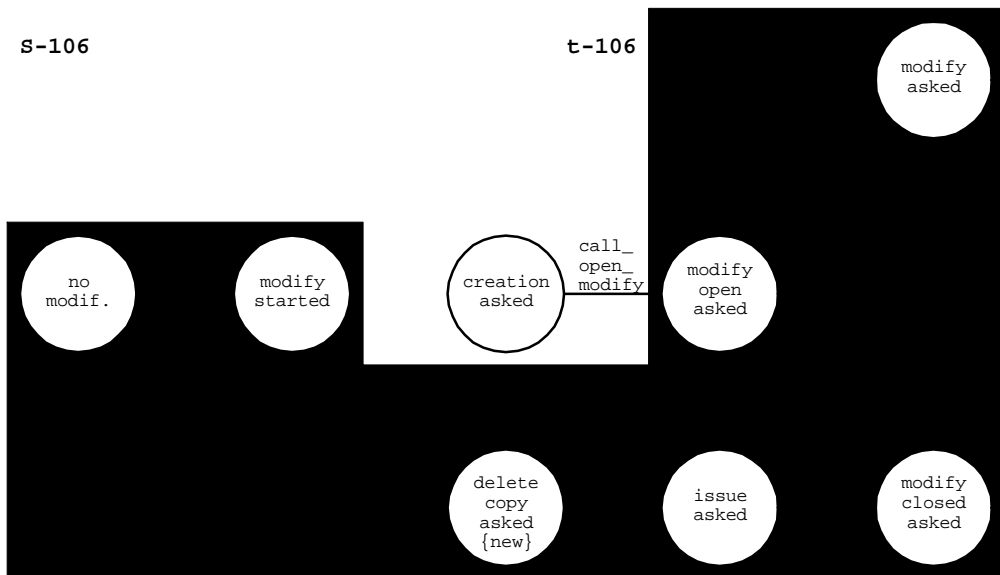 S-106
t-106
modify
asked
no
modif.
modify
started
creation
asked
call_
open_
modify
modify
open
asked
delete
copy
asked
{new}
issue
asked
modify
closed
asked